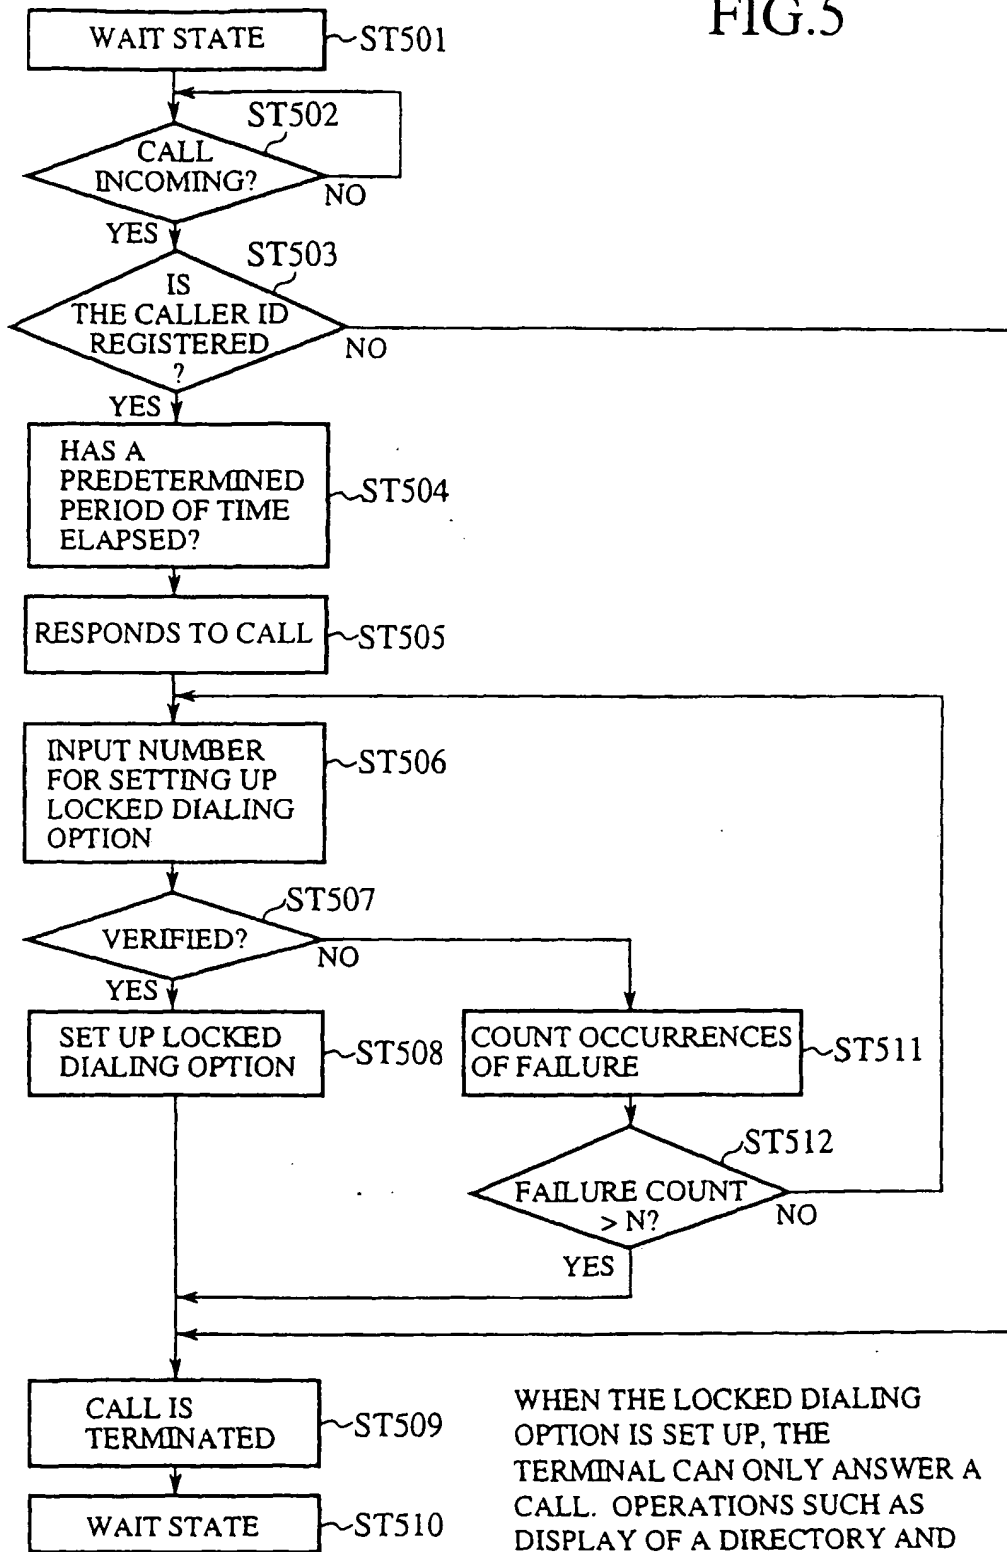 FIG.5
WAIT STATE
ST501
ST502
CALL
INCOMING?
NO
YES
ST503
IS
THE CALLER ID
REGISTERED
?
NO
YES
HAS A
PREDETERMINED
PERIOD OF TIME
ELAPSED?
ST504
RESPONDS TO CALL
ST505
INPUT NUMBER
FOR SETTING UP
LOCKED DIALING
OPTION
ST506
ST507
VERIFIED?
NO
YES
SET UP LOCKED
DIALING OPTION
ST508
COUNT OCCURRENCES
OF FAILURE
ST511
ST512
FAILURE COUNT
> N?
NO
YES
CALL IS
TERMINATED
ST509
WAIT STATE
ST510
WHEN THE LOCKED DIALING
OPTION IS SET UP, THE
TERMINAL CAN ONLY ANSWER A
CALL. OPERATIONS SUCH AS
DISPLAY OF A DIRECTORY AND